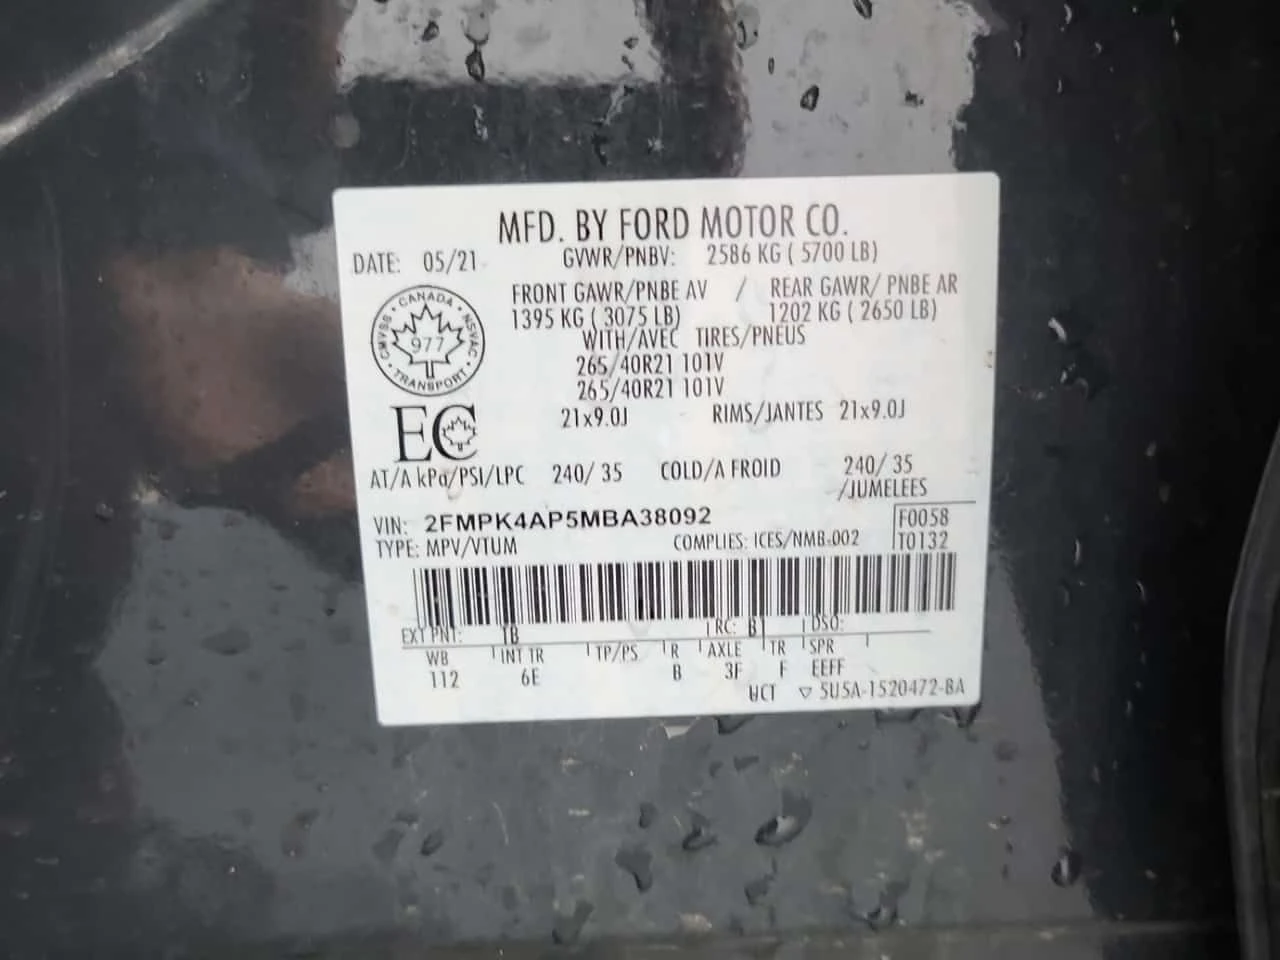 MFD. BY FORD MOTOR CO.
DATE: 05/21 GVWR/PNBV: 2586 KG ( 5700 LB)
FRONT GAWR/PNBE AV / REAR GAWR/ PNBE AR
1395 KG ( 3075 LB) 1202 KG ( 2650 LB)
WITH/AVEC TIRES/PNEUS
265/40R21 101V
265/40R21 101V
21x9.0J RIMS/JANTES 21x9.0J
CANADA
CMVSS NSVAC
977
TRANSPORT
EC
AT/A kPa/PSI/LPC 240/ 35 COLD/A FROID 240/ 35
/JUMELEES
VIN: 2FMPK4AP5MBA38092 F0058
TYPE: MPV/VTUM COMPLIES: ICES/NMB-002 T0132
EXT PNT: TB RC: B1 DSO:
WB INT TR TP/PS R AXLE TR SPR
112 6E B 3F F EEFF
UCT ▽ 5U5A-1520472-BA